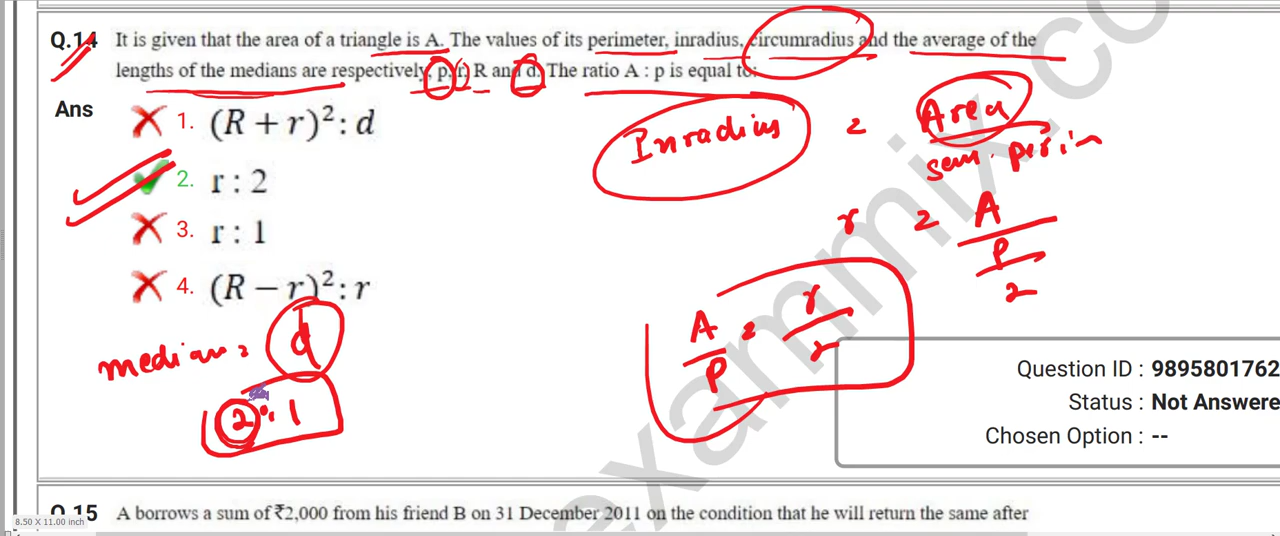 Q.14 It is given that the area of a triangle is A. The values of its perimeter, inradius, circumradius and the average of the
lengths of the medians are respectively, p, r, R and d. The ratio A : p is equal to:
Ans
1. (R + r)²: d
2. r : 2
3. r : 1
4. (R − r)²: r
Inradius = Area
semi perim
r = A
P
2
A = r
P 2
median = d
2 : 1
Question ID : 9895801762
Status : Not Answere
Chosen Option : --
exammix.co
Q.15 A borrows a sum of ₹2,000 from his friend B on 31 December 2011 on the condition that he will return the same after
8.50 X 11.00 inch